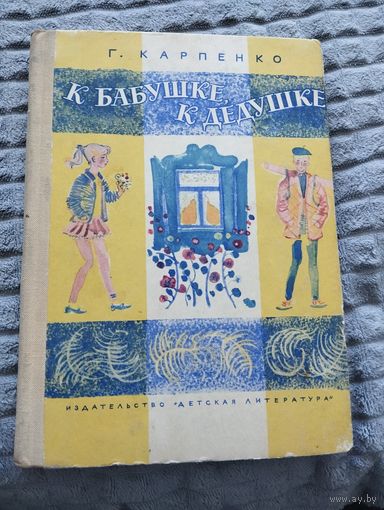 Г. КАРПЕНКО
К БАБУШКЕ,
К ДЕДУШКЕ
ИЗДАТЕЛЬСТВО "ДЕТСКАЯ ЛИТЕРАТУРА"
www.ay.by